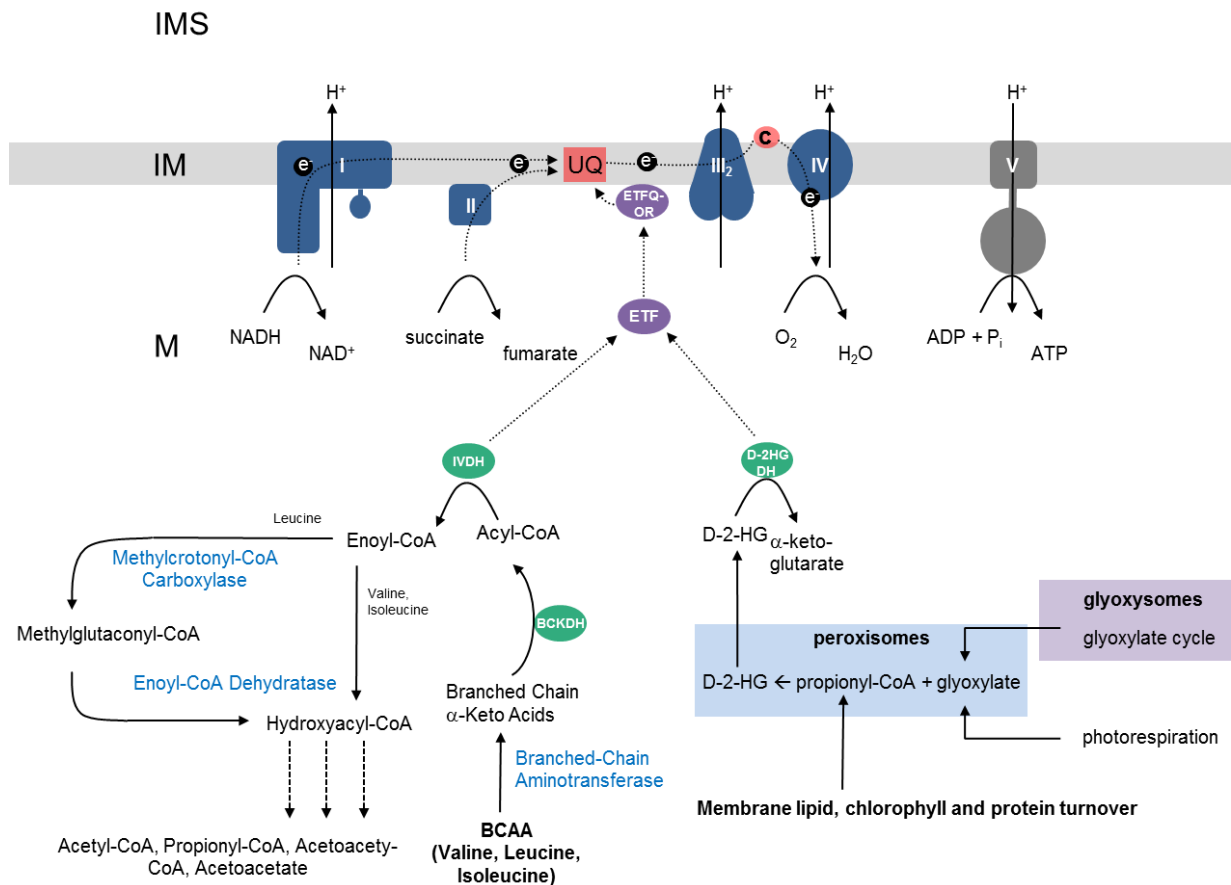 IMS
H⁺
H⁺
H⁺
H⁺
IM
e⁻
I
e⁻
UQ
e⁻
III₂
C
IV
V
II
ETFQ-
OR
e⁻
NADH
NAD⁺
succinate
fumarate
ETF
O₂
H₂O
ADP + Pᵢ
ATP
M
IVDH
D-2HG
DH
Leucine
Enoyl-CoA
Acyl-CoA
D-2-HG
α-keto-
glutarate
Methylcrotonyl-CoA
Carboxylase
Valine,
Isoleucine
Methylglutaconyl-CoA
BCKDH
glyoxysomes
glyoxylate cycle
peroxisomes
D-2-HG ← propionyl-CoA + glyoxylate
Enoyl-CoA Dehydratase
Branched Chain
α-Keto Acids
Hydroxyacyl-CoA
photorespiration
Branched-Chain
Aminotransferase
Membrane lipid, chlorophyll and protein turnover
BCAA
(Valine, Leucine,
Isoleucine)
Acetyl-CoA, Propionyl-CoA, Acetoacety-
CoA, Acetoacetate